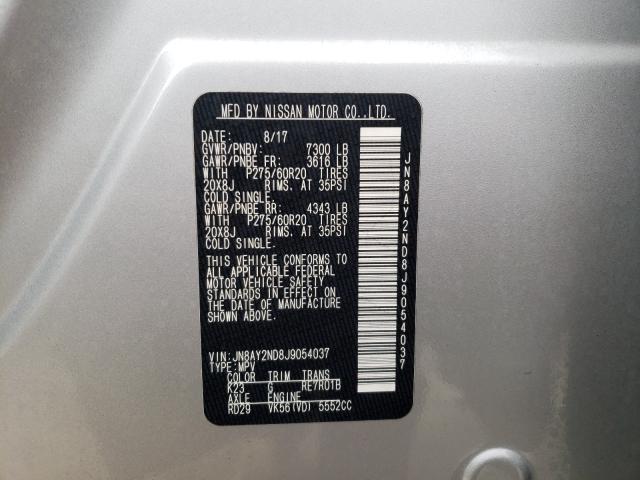 MFD BY NISSAN MOTOR CO.,LTD.
DATE: 8/17
GVWR/PNBV: 7300 LB
GAWR/PNBE FR: 3616 LB
WITH P275/60R20 TIRES
20X8J RIMS. AT 35PSI
COLD SINGLE.
GAWR/PNBE RR: 4343 LB
WITH P275/60R20 TIRES
20X8J RIMS. AT 35PSI
COLD SINGLE.
THIS VEHICLE CONFORMS TO
ALL APPLICABLE FEDERAL
MOTOR VEHICLE SAFETY
STANDARDS IN EFFECT ON
THE DATE OF MANUFACTURE
SHOWN ABOVE.
VIN:JN8AY2ND8J9054037
TYPE:MPV
COLOR TRIM TRANS
K23 G RE7R01B
AXLE ENGINE
RD29 VK56(VD) 5552CC
JN8AY2ND8J9054037